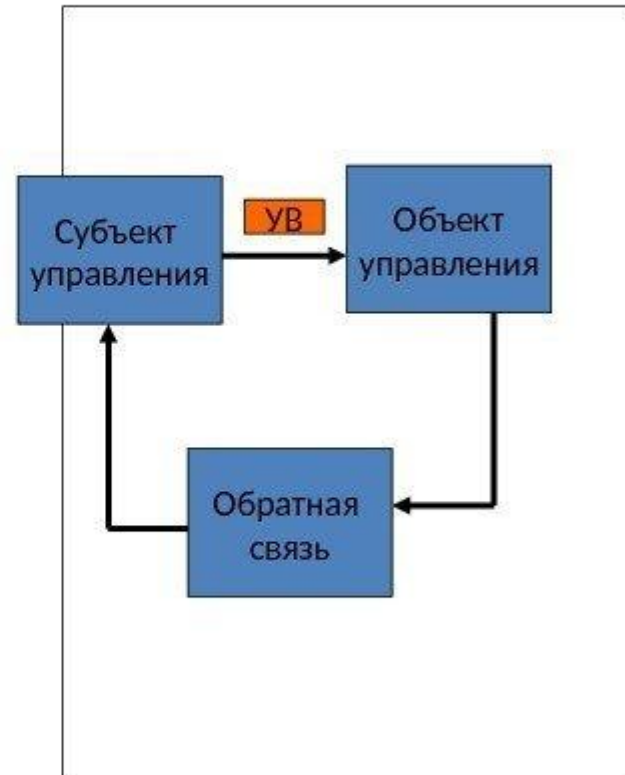 Субъект
управления
УВ
Объект
управления
Обратная
связь